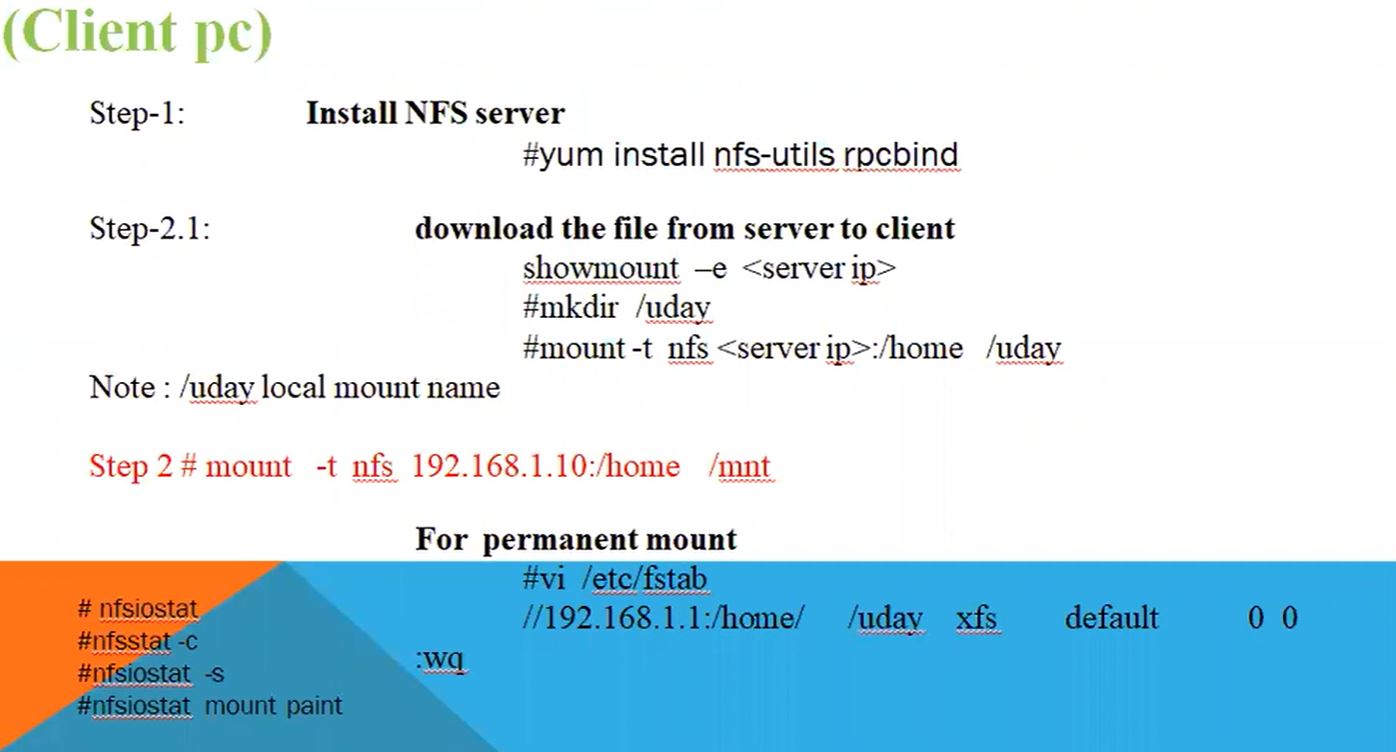 (Client pc)
Step-1: Install NFS server
#yum install nfs-utils rpcbind
Step-2.1: download the file from server to client
showmount –e <server ip>
#mkdir /uday
#mount -t nfs <server ip>:/home /uday
Note : /uday local mount name
Step 2 # mount -t nfs 192.168.1.10:/home /mnt
For permanent mount
#vi /etc/fstab
//192.168.1.1:/home/ /uday xfs default 0 0
:wq
# nfsiostat
#nfsstat -c
#nfsiostat -s
#nfsiostat mount paint